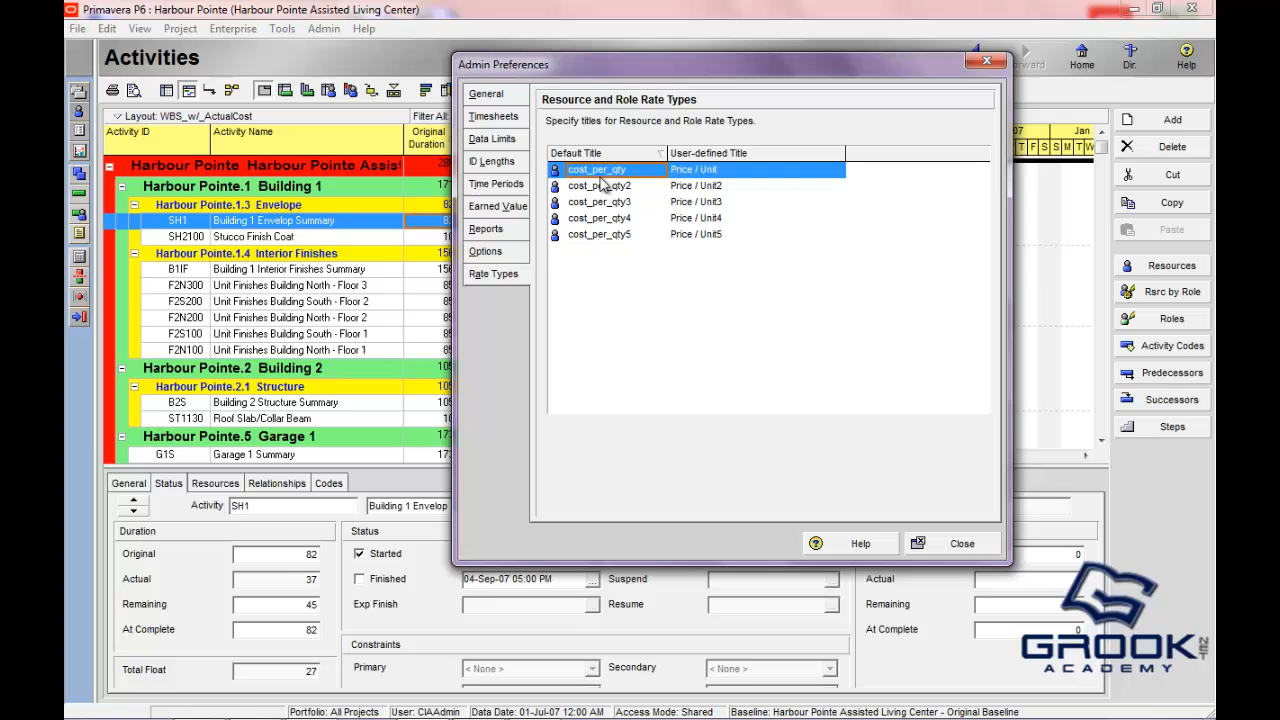 Primavera P6 : Harbour Pointe (Harbour Pointe Assisted Living Center)
File Edit View Project Enterprise Tools Admin Help
Activities
Home Dir. Help
Layout: WBS_w/_ActualCost Filter All:
Activity ID Activity Name Original Duration
Jan
T W T F S S M T W
Harbour Pointe Harbour Pointe Assis
Harbour Pointe.1 Building 1
Harbour Pointe.1.3 Envelope
SH1 Building 1 Envelop Summary
SH2100 Stucco Finish Coat
Harbour Pointe.1.4 Interior Finishes
B1IF Building 1 Interior Finishes Summary
F2N300 Unit Finishes Building North - Floor 3
F2S200 Unit Finishes Building South - Floor 2
F2N200 Unit Finishes Building North - Floor 2
F2S100 Unit Finishes Building South - Floor 1
F2N100 Unit Finishes Building North - Floor 1
Harbour Pointe.2 Building 2
Harbour Pointe.2.1 Structure
B2S Building 2 Structure Summary
ST1130 Roof Slab/Collar Beam
Harbour Pointe.5 Garage 1
G1S Garage 1 Summary
Admin Preferences
General
Timesheets
Data Limits
ID Lengths
Time Periods
Earned Value
Reports
Options
Rate Types
Resource and Role Rate Types
Specify titles for Resource and Role Rate Types.
Default Title User-defined Title
cost_per_qty Price / Unit
cost_per_qty2 Price / Unit2
cost_per_qty3 Price / Unit3
cost_per_qty4 Price / Unit4
cost_per_qty5 Price / Unit5
Help Close
Add
Delete
Cut
Copy
Paste
Resources
Rsrc by Role
Roles
Activity Codes
Predecessors
Successors
Steps
General Status Resources Relationships Codes
Activity SH1 Building 1 Envelop
Duration
Original 82
Actual 37
Remaining 45
At Complete 82
Total Float 27
Status
Started
Finished 04-Sep-07 05:00 PM Suspend
Exp Finish Resume
Constraints
Primary < None > Secondary < None >
0
Actual
Remaining
At Complete 0
GROOK
.NET
ACADEMY
Portfolio: All Projects User: CIAAdmin Data Date: 01-Jul-07 12:00 AM Access Mode: Shared Baseline: Harbour Pointe Assisted Living Center - Original Baseline